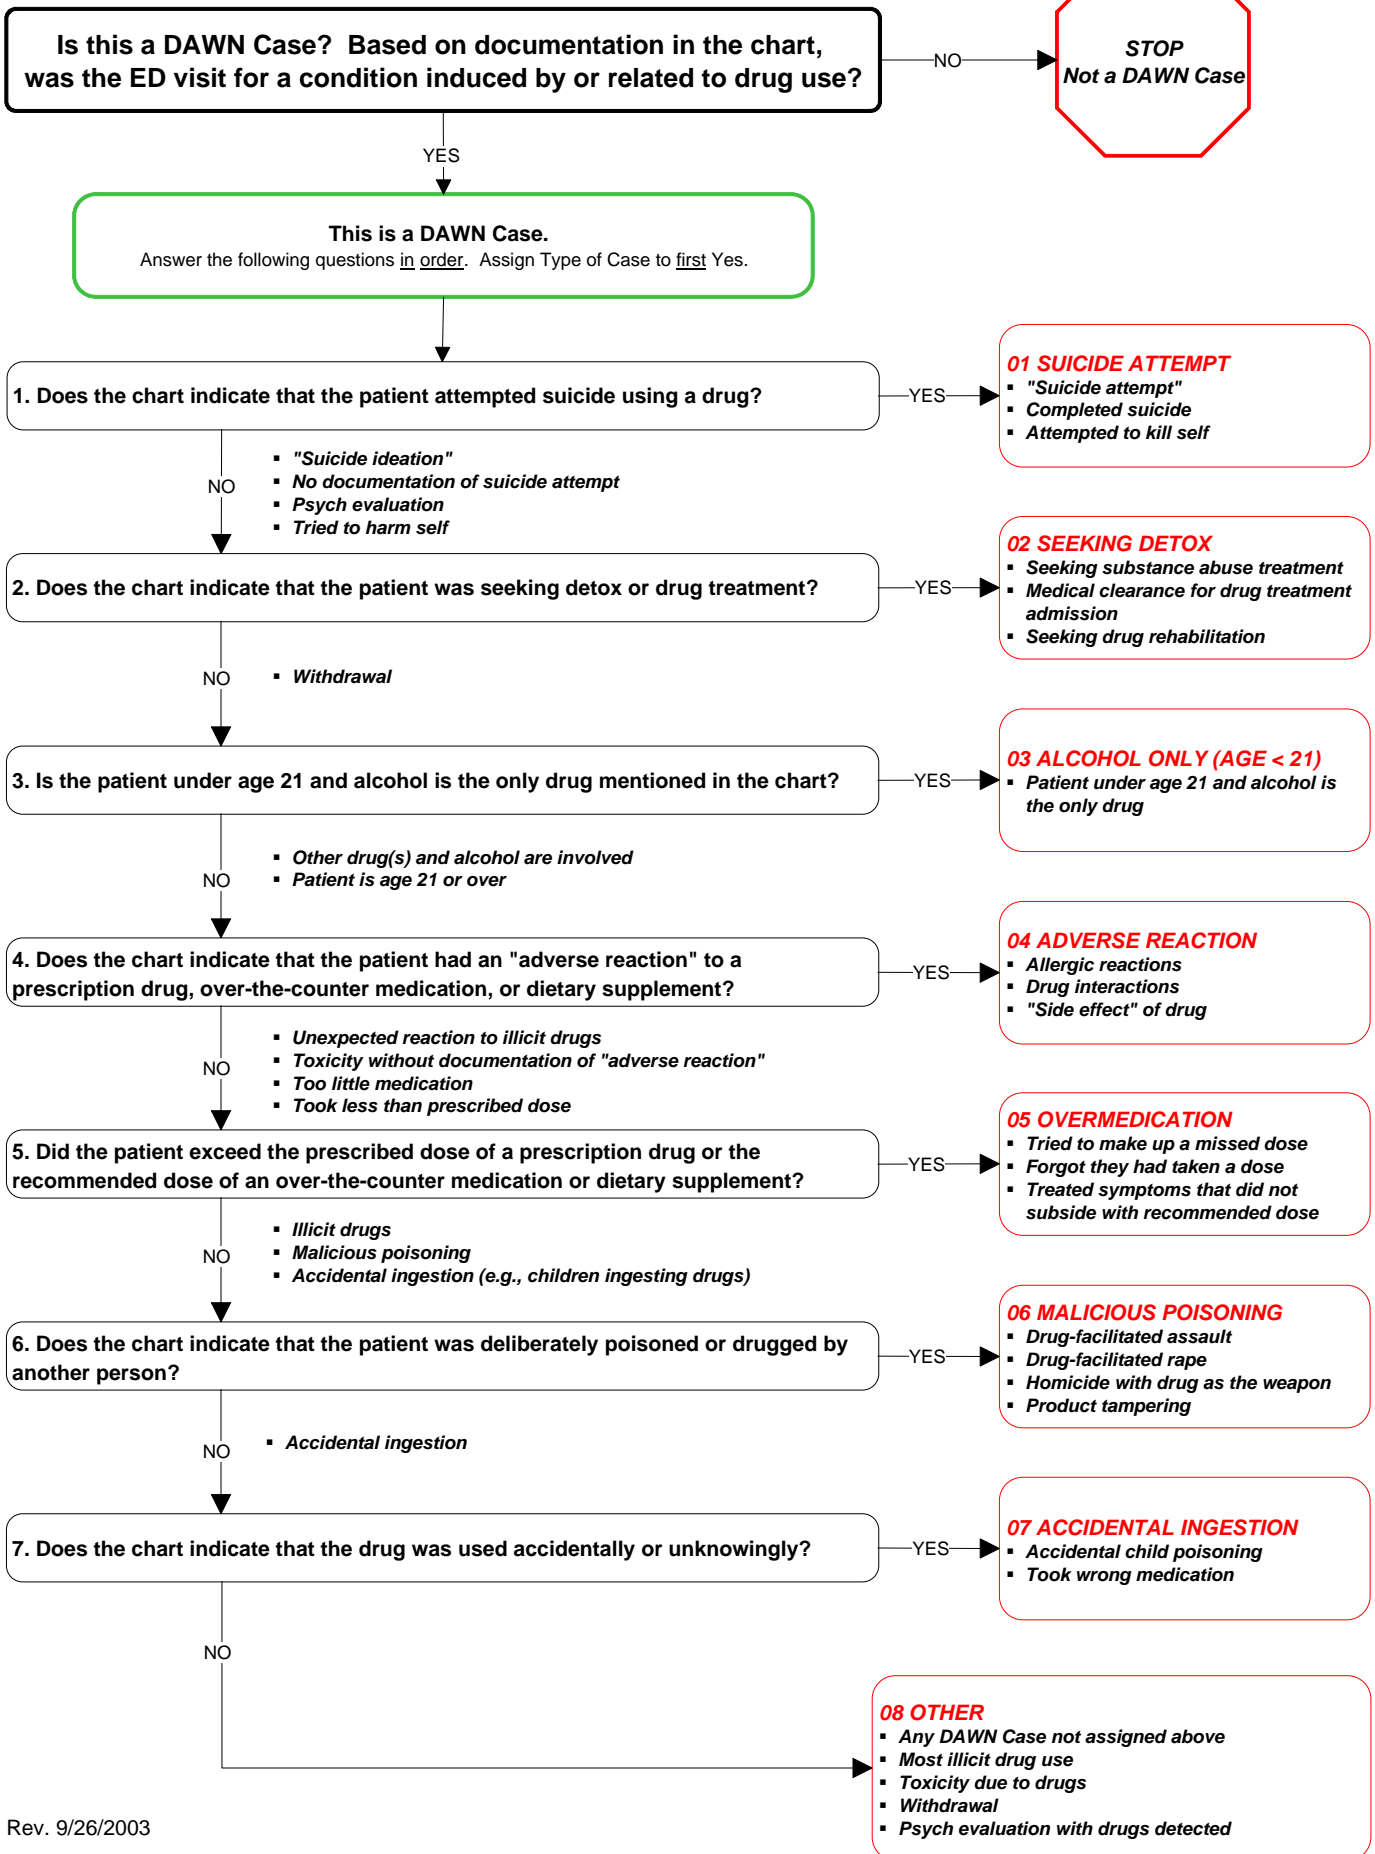 Is this a DAWN Case? Based on documentation in the chart,
was the ED visit for a condition induced by or related to drug use?
NO
STOP
Not a DAWN Case
YES
This is a DAWN Case.
Answer the following questions in order. Assign Type of Case to first Yes.
1. Does the chart indicate that the patient attempted suicide using a drug?
YES
01 SUICIDE ATTEMPT
▪ "Suicide attempt"
▪ Completed suicide
▪ Attempted to kill self
NO
▪ "Suicide ideation"
▪ No documentation of suicide attempt
▪ Psych evaluation
▪ Tried to harm self
2. Does the chart indicate that the patient was seeking detox or drug treatment?
YES
02 SEEKING DETOX
▪ Seeking substance abuse treatment
▪ Medical clearance for drug treatment
admission
▪ Seeking drug rehabilitation
NO
▪ Withdrawal
3. Is the patient under age 21 and alcohol is the only drug mentioned in the chart?
YES
03 ALCOHOL ONLY (AGE < 21)
▪ Patient under age 21 and alcohol is
the only drug
NO
▪ Other drug(s) and alcohol are involved
▪ Patient is age 21 or over
4. Does the chart indicate that the patient had an "adverse reaction" to a
prescription drug, over-the-counter medication, or dietary supplement?
YES
04 ADVERSE REACTION
▪ Allergic reactions
▪ Drug interactions
▪ "Side effect" of drug
NO
▪ Unexpected reaction to illicit drugs
▪ Toxicity without documentation of "adverse reaction"
▪ Too little medication
▪ Took less than prescribed dose
5. Did the patient exceed the prescribed dose of a prescription drug or the
recommended dose of an over-the-counter medication or dietary supplement?
YES
05 OVERMEDICATION
▪ Tried to make up a missed dose
▪ Forgot they had taken a dose
▪ Treated symptoms that did not
subside with recommended dose
NO
▪ Illicit drugs
▪ Malicious poisoning
▪ Accidental ingestion (e.g., children ingesting drugs)
6. Does the chart indicate that the patient was deliberately poisoned or drugged by
another person?
YES
06 MALICIOUS POISONING
▪ Drug-facilitated assault
▪ Drug-facilitated rape
▪ Homicide with drug as the weapon
▪ Product tampering
NO
▪ Accidental ingestion
7. Does the chart indicate that the drug was used accidentally or unknowingly?
YES
07 ACCIDENTAL INGESTION
▪ Accidental child poisoning
▪ Took wrong medication
NO
08 OTHER
▪ Any DAWN Case not assigned above
▪ Most illicit drug use
▪ Toxicity due to drugs
▪ Withdrawal
▪ Psych evaluation with drugs detected
Rev. 9/26/2003